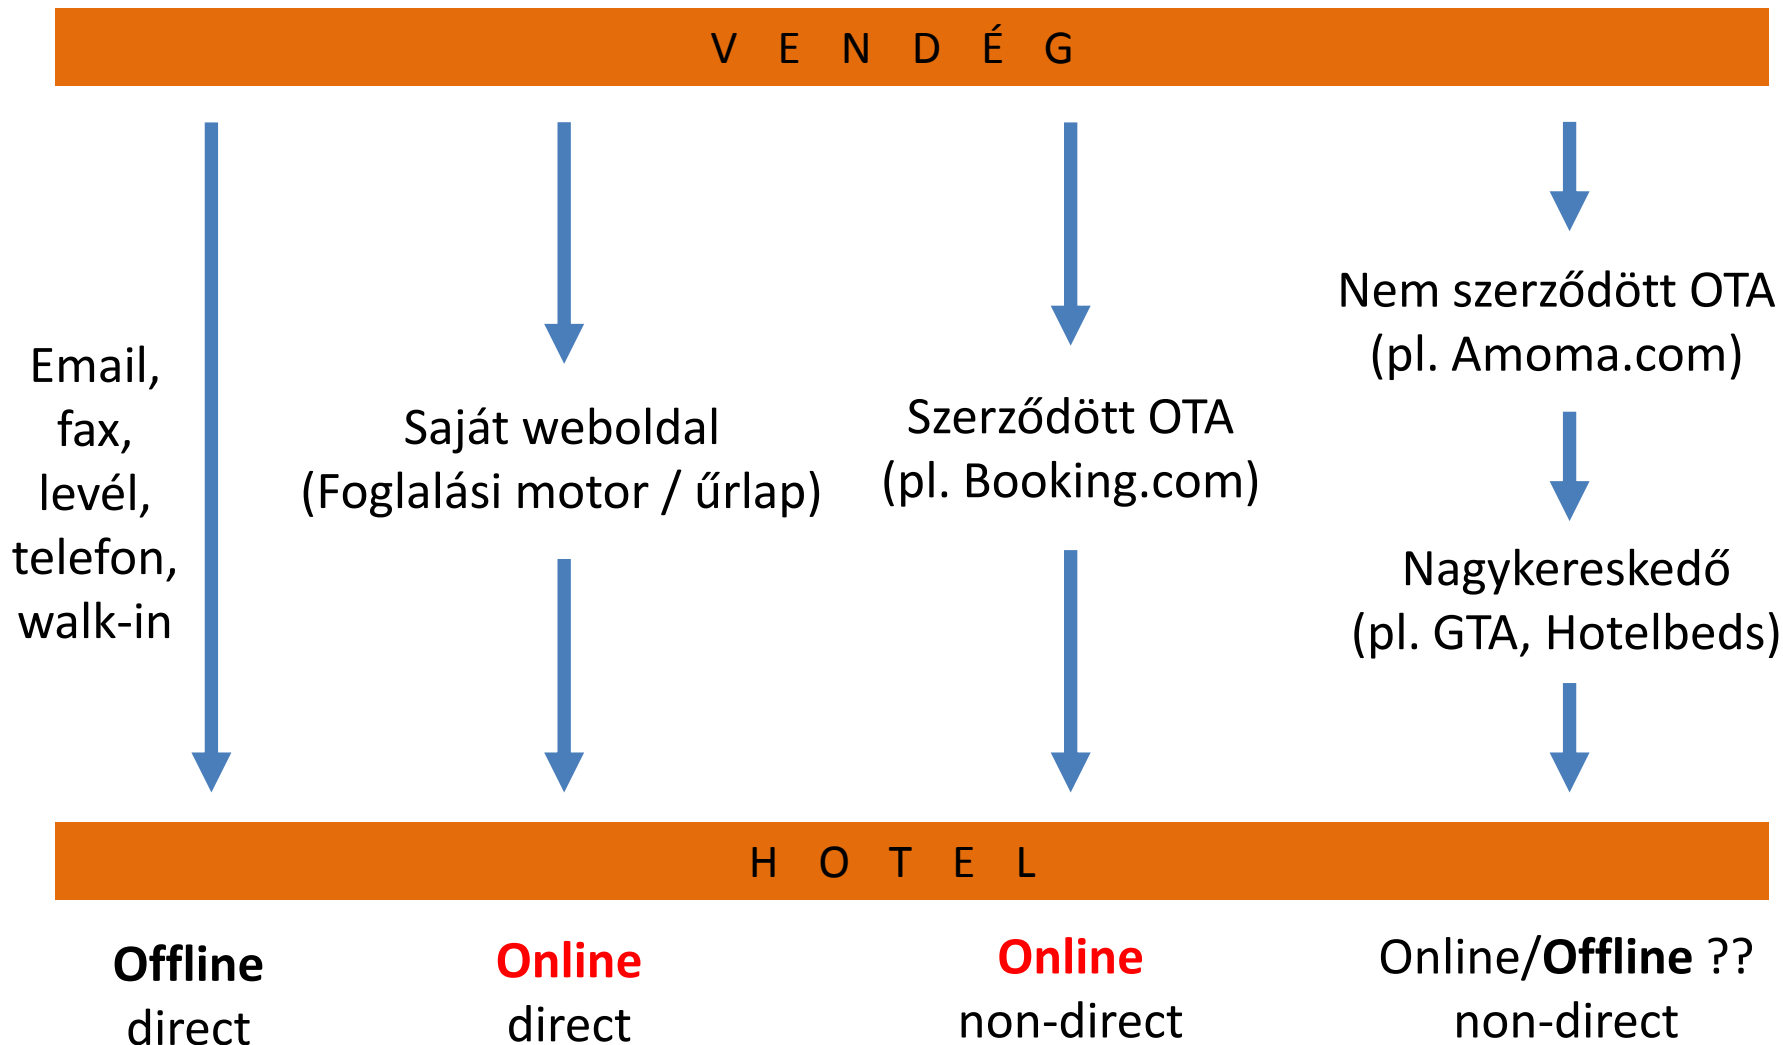 V E N D É G
Email,
fax,
levél,
telefon,
walk-in
Saját weboldal
(Foglalási motor / űrlap)
Szerződött OTA
(pl. Booking.com)
Nem szerződött OTA
(pl. Amoma.com)
Nagykereskedő
(pl. GTA, Hotelbeds)
H O T E L
Offline
direct
Online
direct
Online
non-direct
Online/Offline ??
non-direct